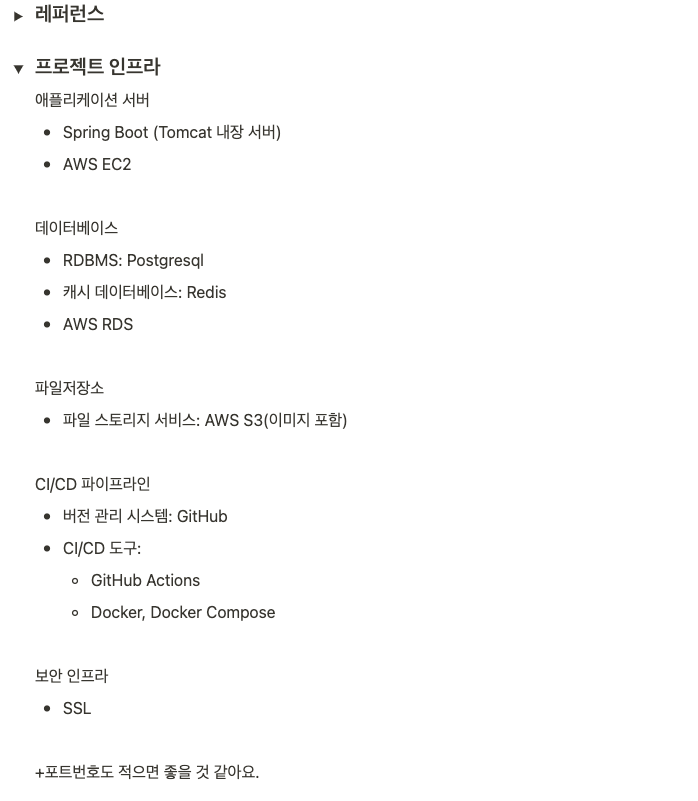 레퍼런스
프로젝트 인프라
애플리케이션 서버
Spring Boot (Tomcat 내장 서버)
AWS EC2
데이터베이스
RDBMS: Postgresql
캐시 데이터베이스: Redis
AWS RDS
파일저장소
파일 스토리지 서비스: AWS S3(이미지 포함)
CI/CD 파이프라인
버전 관리 시스템: GitHub
CI/CD 도구:
GitHub Actions
Docker, Docker Compose
보안 인프라
SSL
+포트번호도 적으면 좋을 것 같아요.